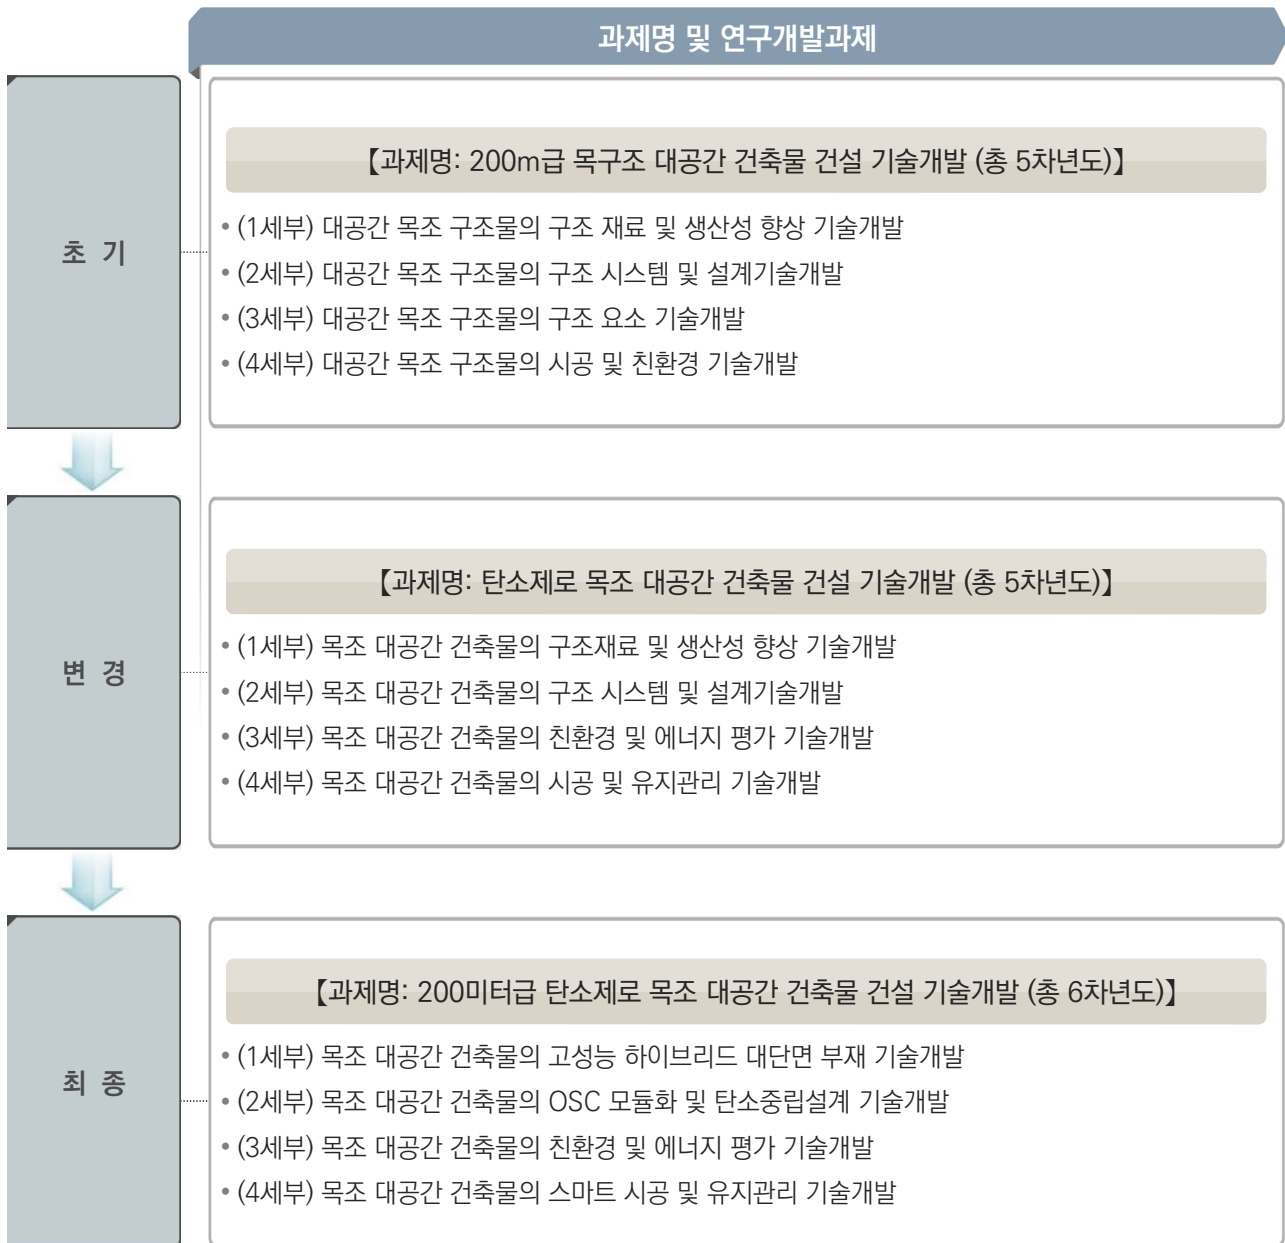 과제명 및 연구개발과제
초 기
【과제명: 200m급 목구조 대공간 건축물 건설 기술개발 (총 5차년도)】
• (1세부) 대공간 목조 구조물의 구조 재료 및 생산성 향상 기술개발
• (2세부) 대공간 목조 구조물의 구조 시스템 및 설계기술개발
• (3세부) 대공간 목조 구조물의 구조 요소 기술개발
• (4세부) 대공간 목조 구조물의 시공 및 친환경 기술개발
변 경
【과제명: 탄소제로 목조 대공간 건축물 건설 기술개발 (총 5차년도)】
• (1세부) 목조 대공간 건축물의 구조재료 및 생산성 향상 기술개발
• (2세부) 목조 대공간 건축물의 구조 시스템 및 설계기술개발
• (3세부) 목조 대공간 건축물의 친환경 및 에너지 평가 기술개발
• (4세부) 목조 대공간 건축물의 시공 및 유지관리 기술개발
최 종
【과제명: 200미터급 탄소제로 목조 대공간 건축물 건설 기술개발 (총 6차년도)】
• (1세부) 목조 대공간 건축물의 고성능 하이브리드 대단면 부재 기술개발
• (2세부) 목조 대공간 건축물의 OSC 모듈화 및 탄소중립설계 기술개발
• (3세부) 목조 대공간 건축물의 친환경 및 에너지 평가 기술개발
• (4세부) 목조 대공간 건축물의 스마트 시공 및 유지관리 기술개발